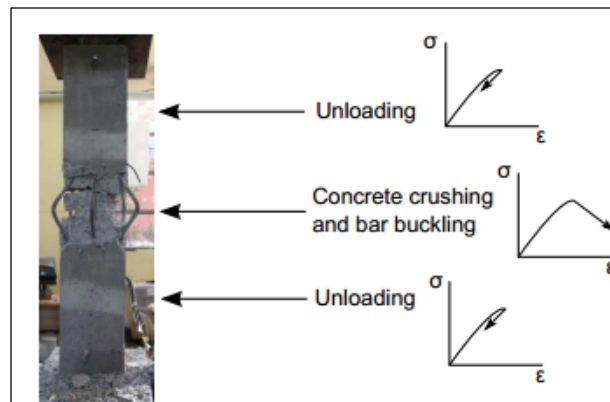 σ
Unloading
ε
Concrete crushing
and bar buckling
σ
ε
σ
Unloading
ε